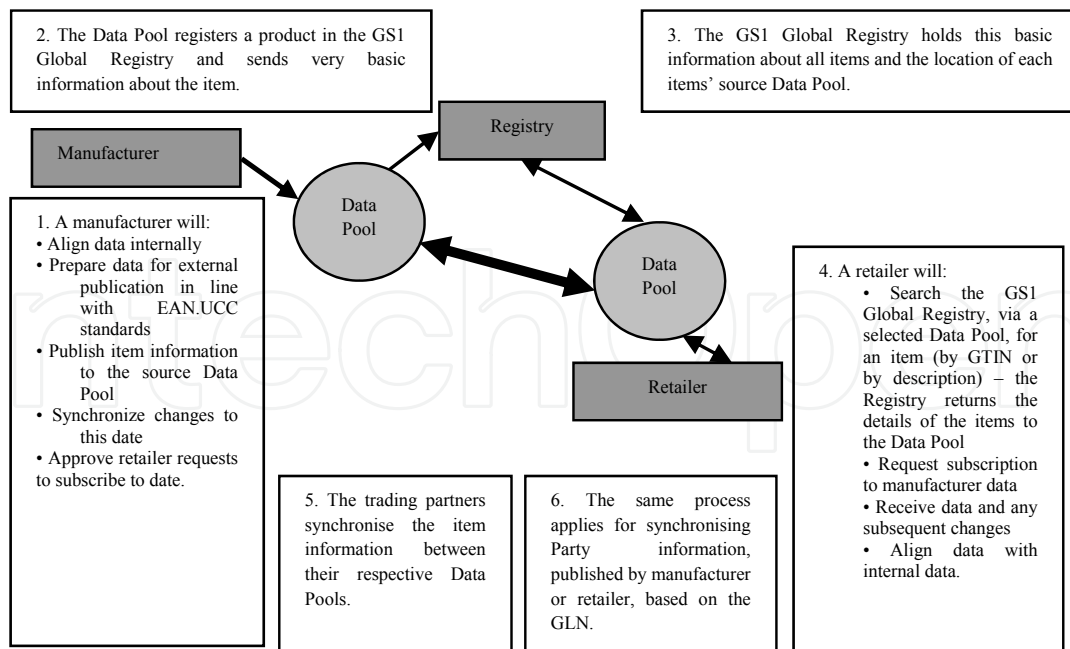 2. The Data Pool registers a product in the GS1
Global Registry and sends very basic
information about the item.
3. The GS1 Global Registry holds this basic
information about all items and the location of each
items’ source Data Pool.
Manufacturer
Registry
Data
Pool
Data
Pool
Retailer
1. A manufacturer will:
• Align data internally
• Prepare data for external
publication in line
with EAN.UCC
standards
• Publish item information
to the source Data
Pool
• Synchronize changes to
this date
• Approve retailer requests
to subscribe to date.
4. A retailer will:
• Search the GS1
Global Registry, via a
selected Data Pool, for
an item (by GTIN or
by description) – the
Registry returns the
details of the items to
the Data Pool
• Request subscription
to manufacturer data
• Receive data and any
subsequent changes
• Align data with
internal data.
5. The trading partners
synchronise the item
information between
their respective Data
Pools.
6. The same process
applies for synchronising
Party information,
published by manufacturer
or retailer, based on the
GLN.